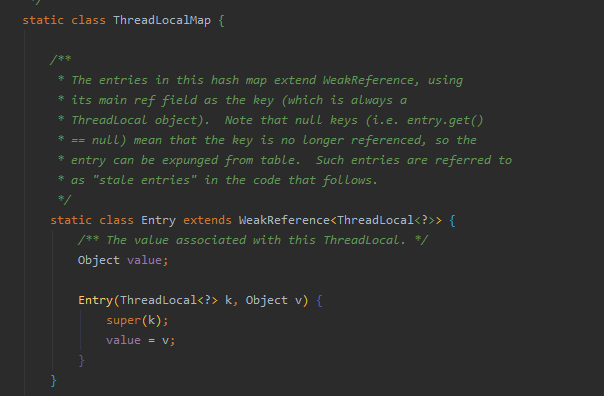 */
static class ThreadLocalMap {
/**
* The entries in this hash map extend WeakReference, using
* its main ref field as the key (which is always a
* ThreadLocal object).  Note that null keys (i.e. entry.get()
* == null) mean that the key is no longer referenced, so the
* entry can be expunged from table.  Such entries are referred to
* as "stale entries" in the code that follows.
*/
static class Entry extends WeakReference<ThreadLocal<?>> {
/** The value associated with this ThreadLocal. */
Object value;
Entry(ThreadLocal<?> k, Object v) {
super(k);
value = v;
}
}